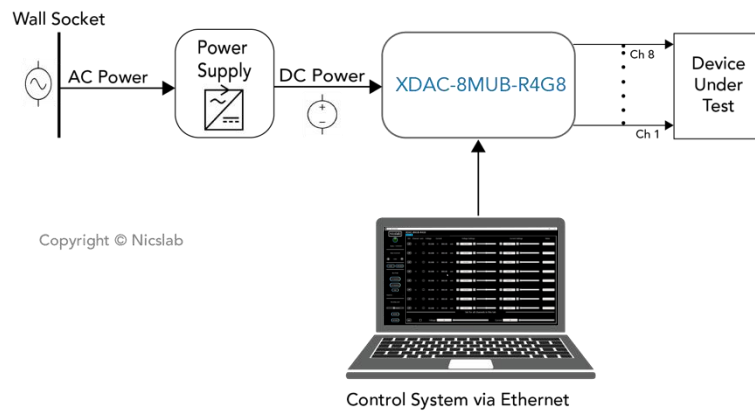 Wall Socket
AC Power
Power
Supply
DC Power
XDAC-8MUB-R4G8
Ch 8
Ch 1
Device
Under
Test
Copyright © Nicslab
Control System via Ethernet